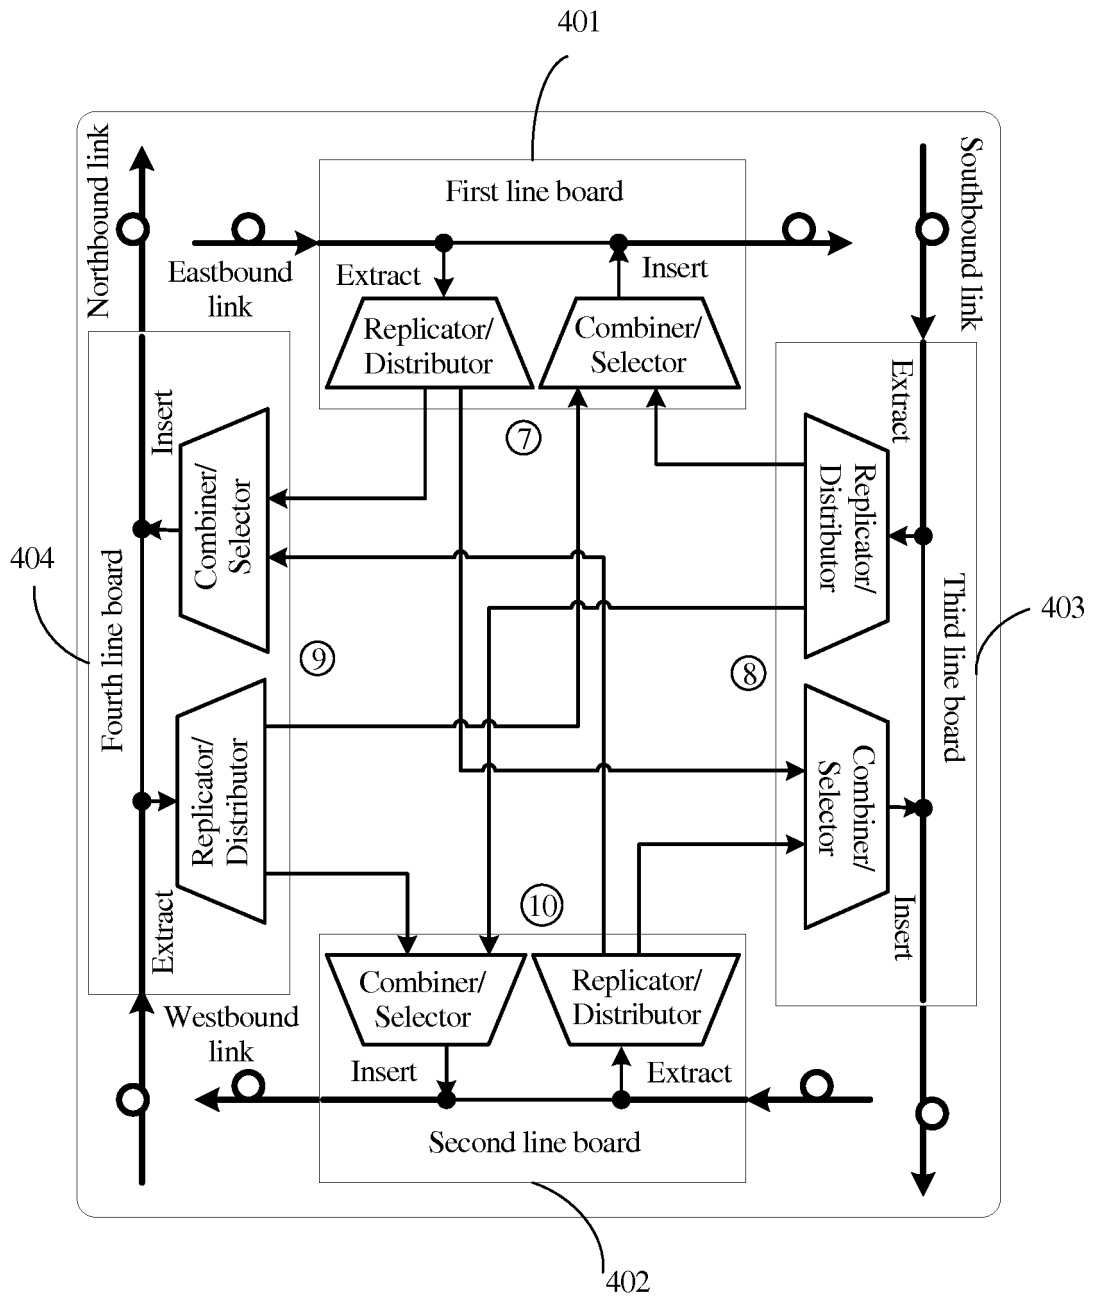 401
First line board
Northbound link
Southbound link
Eastbound
link
Extract
Insert
Replicator/
Distributor
Combiner/
Selector
Extract
Insert
7
Combiner/
Selector
Replicator/
Distributor
404
Fourth line board
Third line board
403
9
8
Replicator/
Distributor
Combiner/
Selector
Extract
Insert
10
Combiner/
Selector
Replicator/
Distributor
Westbound
link
Insert
Extract
Second line board
402